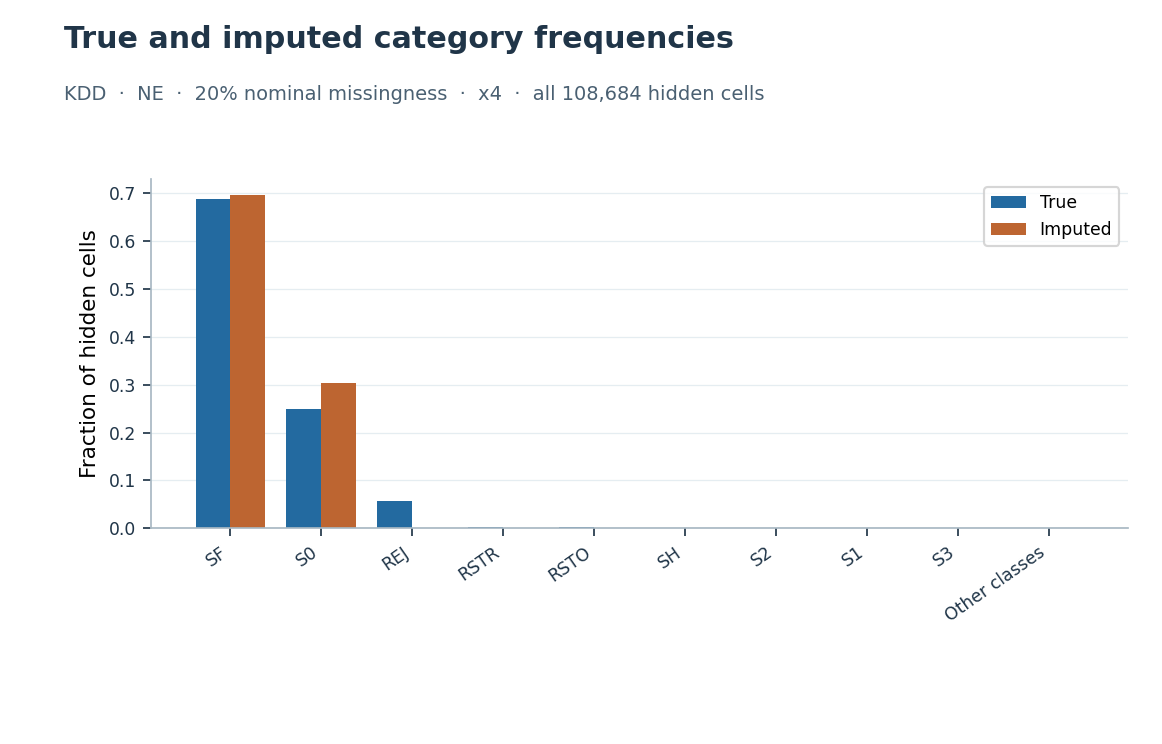 True and imputed category frequencies
KDD · NE · 20% nominal missingness · x4 · all 108,684 hidden cells
True
Imputed
Fraction of hidden cells
0.7
0.6
0.5
0.4
0.3
0.2
0.1
0.0
SF
S0
REJ
RSTR
RSTO
SH
S2
S1
S3
Other classes